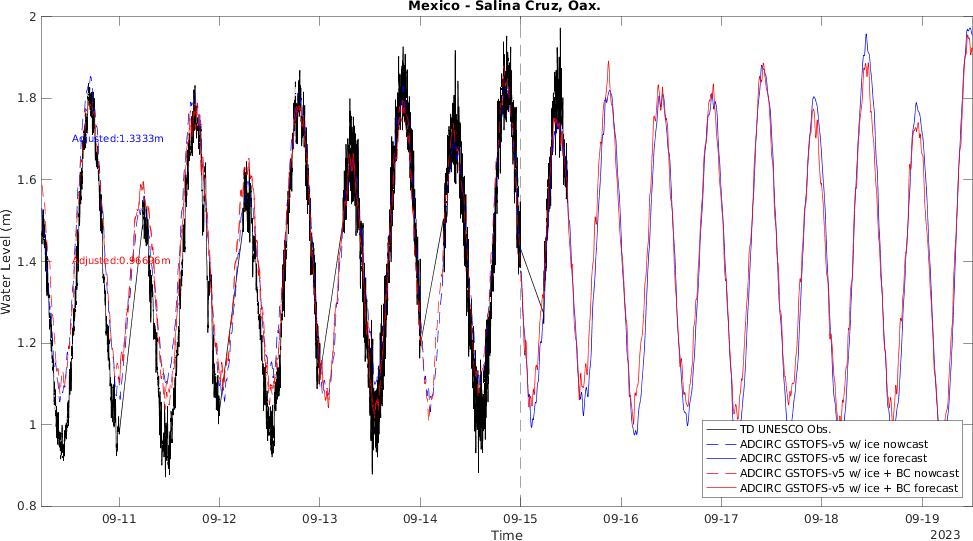 Mexico - Salina Cruz, Oax.
2
1.8
1.6
1.4
1.2
1
0.8
Water Level (m)
Adjusted:1.3333m
TD UNESCO Obs.
ADCIRC GSTOFS-v5 w/ ice nowcast
ADCIRC GSTOFS-v5 w/ ice forecast
ADCIRC GSTOFS-v5 w/ ice + BC nowcast
ADCIRC GSTOFS-v5 w/ ice + BC forecast
09-11 09-12 09-13 09-14 09-15 09-16 09-17 09-18 09-19
Time
2023